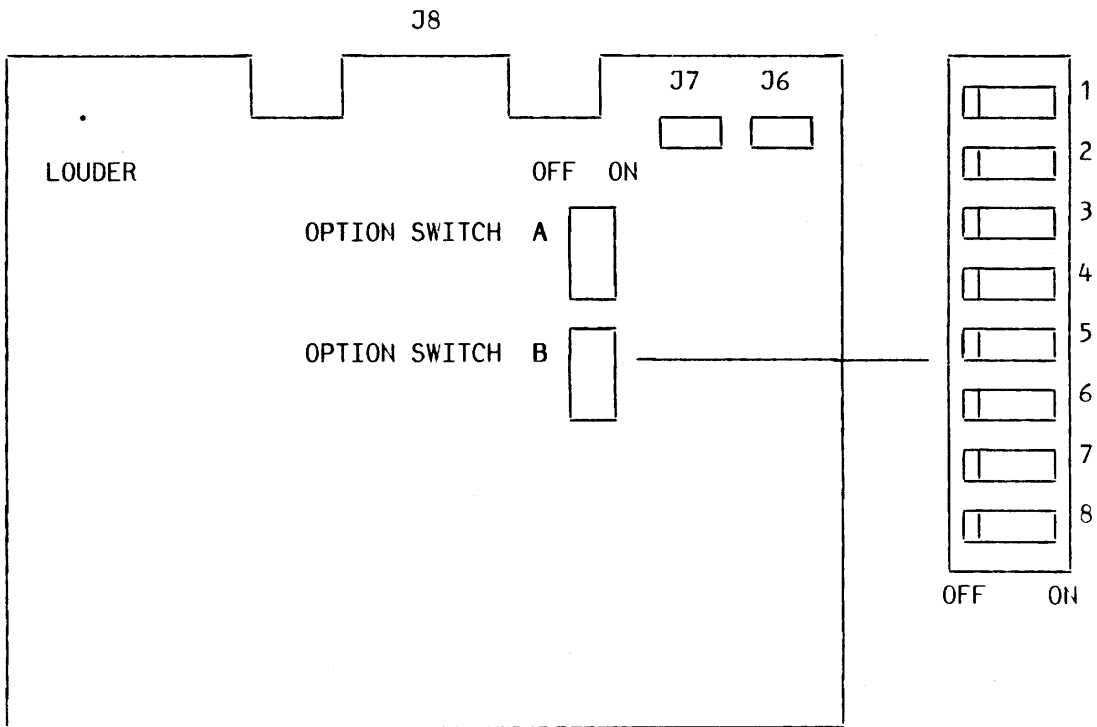 J8
J7 J6
LOUDER
OFF ON
OPTION SWITCH A
OPTION SWITCH B
1
2
3
4
5
6
7
8
OFF ON